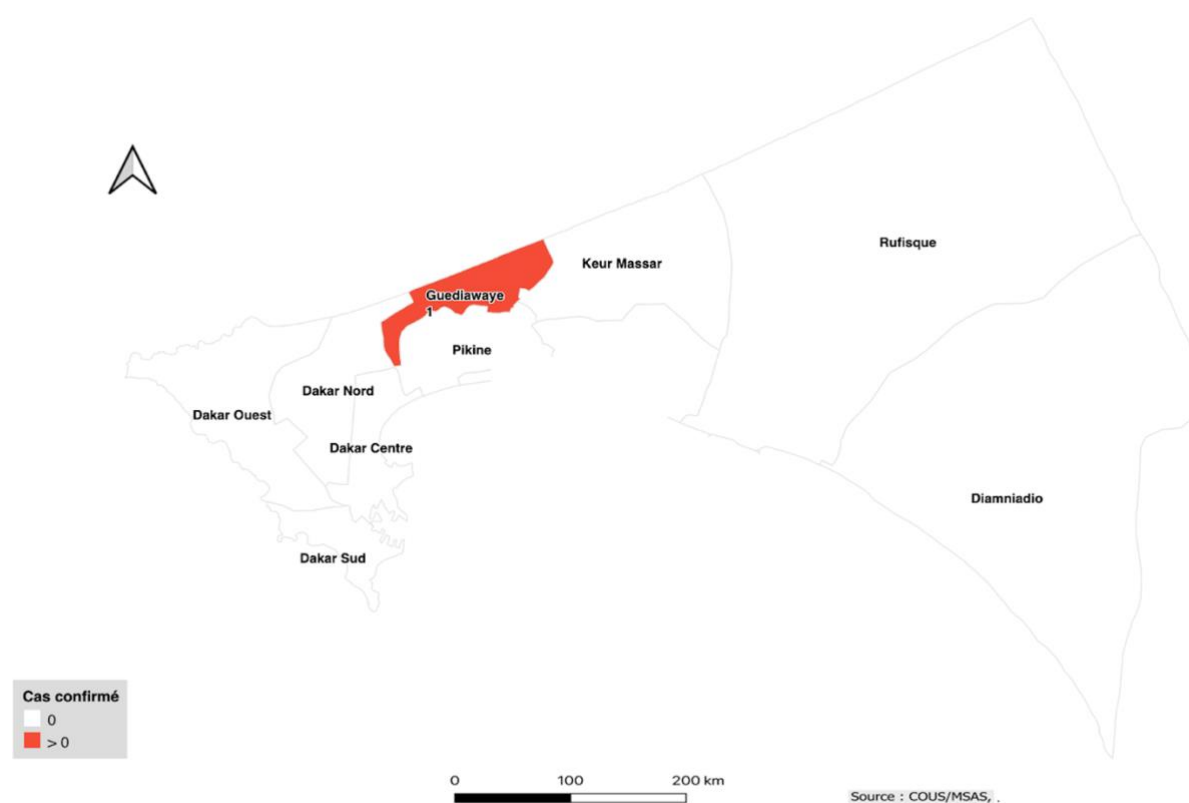 Rufisque
Keur Massar
Guediawaye
1
Pikine
Dakar Nord
Dakar Ouest
Dakar Centre
Diamniadio
Dakar Sud
Cas confirmé
0
> 0
0 100 200 km
Source : COUS/MSAS, .